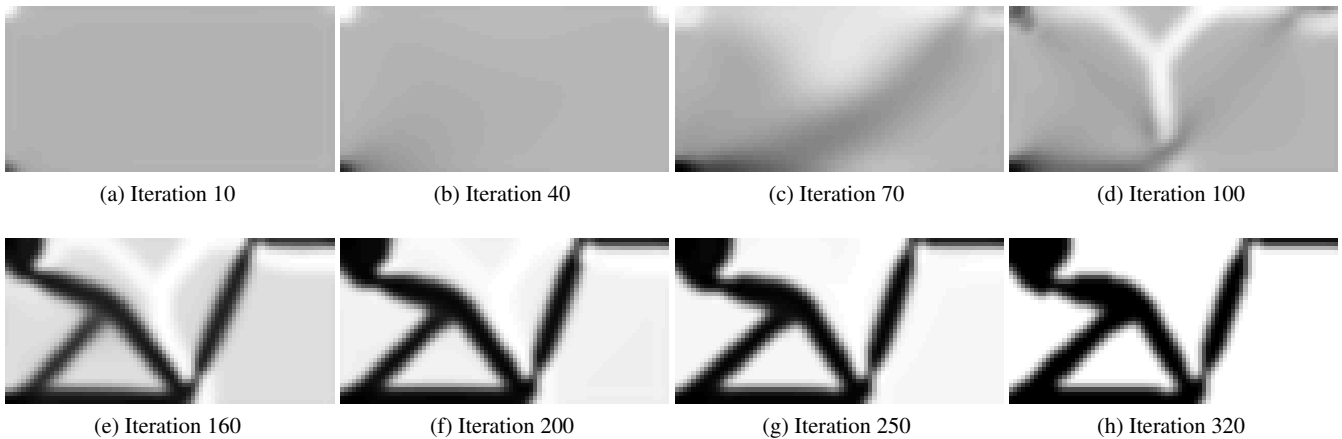 (a) Iteration 10
(b) Iteration 40
(c) Iteration 70
(d) Iteration 100
(e) Iteration 160
(f) Iteration 200
(g) Iteration 250
(h) Iteration 320